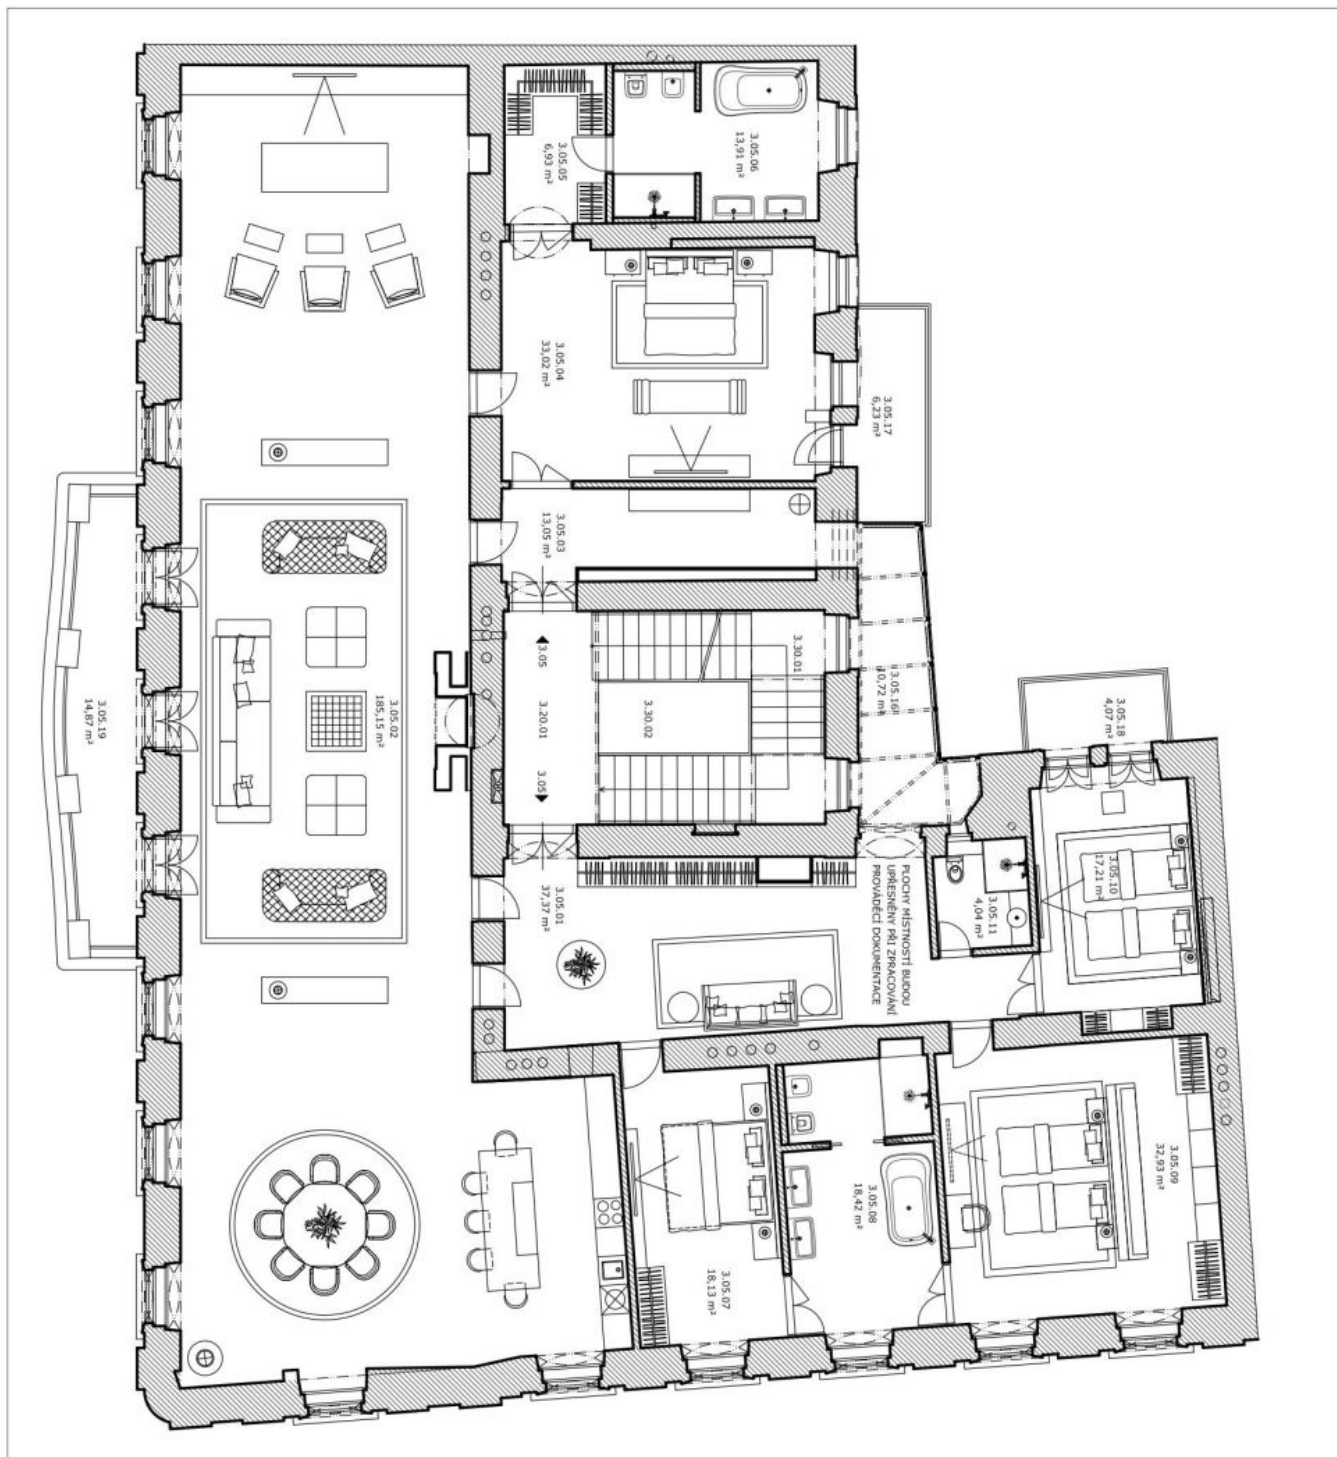 3.05.06
13,91 m²
3.05.05
6,93 m²
3.05.04
33,02 m²
3.05.17
6,23 m²
3.05.03
13,05 m²
3.05
3.20.01
3.05
3.30.01
3.30.02
3.05.16
10,72 m²
3.05.02
185,15 m²
3.05.19
14,87 m²
3.05.18
4,07 m²
3.05.10
17,21 m²
3.05.11
4,04 m²
3.05.01
37,37 m²
PLOCHY MÍSTNOSTÍ BUDOU
UPŘESNĚNY PŘI ZPRACOVÁNÍ
PROVÁDĚCÍ DOKUMENTACE
3.05.09
32,93 m²
3.05.08
18,42 m²
3.05.07
18,13 m²